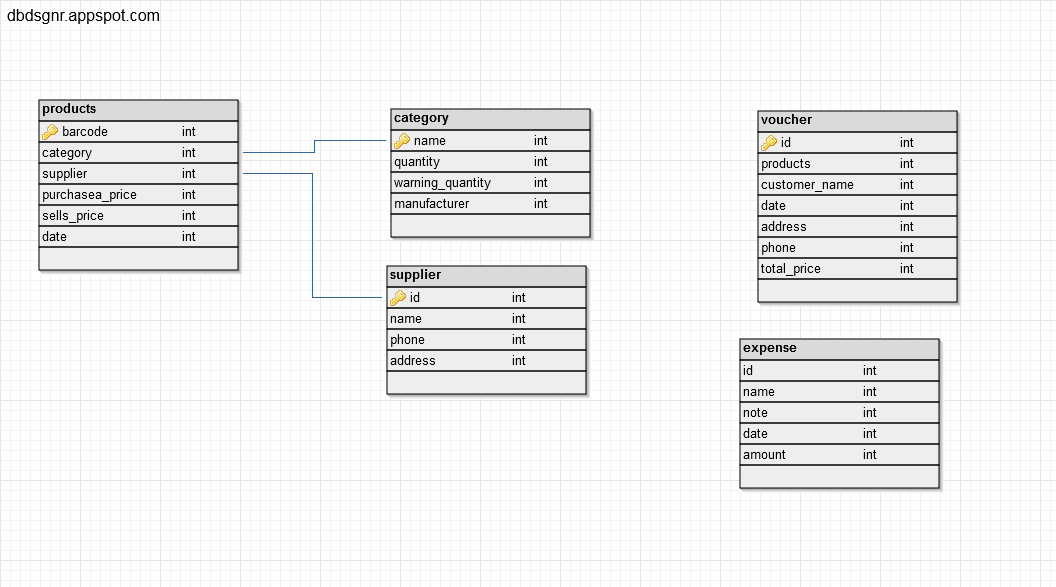 dbdsgnr.appspot.com
products
barcode int
category int
supplier int
purchasea_price int
sells_price int
date int
category
name int
quantity int
warning_quantity int
manufacturer int
supplier
id int
name int
phone int
address int
voucher
id int
products int
customer_name int
date int
address int
phone int
total_price int
expense
id int
name int
note int
date int
amount int